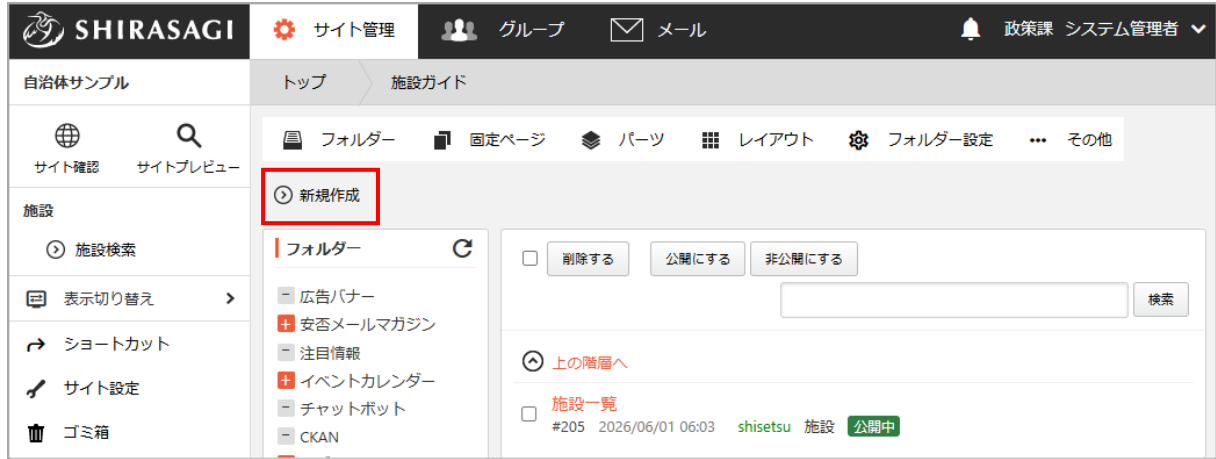 SHIRASAGI サイト管理 グループ メール 政策課 システム管理者
自治体サンプル
トップ 施設ガイド
サイト確認 サイトプレビュー
フォルダー 固定ページ パーツ レイアウト フォルダー設定 その他
新規作成
施設
施設検索
表示切り替え
ショートカット
サイト設定
ゴミ箱
フォルダー
広告バナー
安否メールマガジン
注目情報
イベントカレンダー
チャットボット
CKAN
削除する 公開にする 非公開にする
検索
上の階層へ
施設一覧
#205 2026/06/01 06:03 shisetsu 施設 公開中